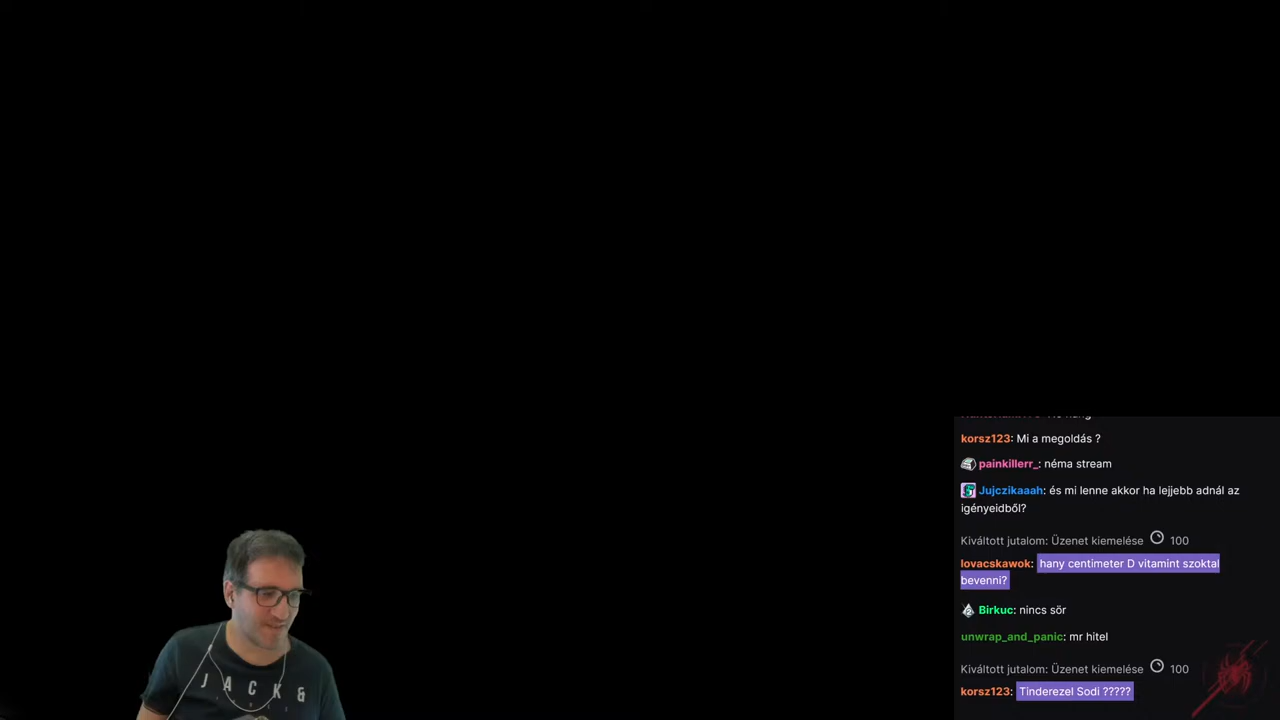 korsz123: Mi a megoldás ?
painkillerr_: néma stream
Jujczikaaah: és mi lenne akkor ha lejjebb adnál az
igényeidből?
Kiváltott jutalom: Üzenet kiemelése 100
lovacskawok: hany centimeter D vitamint szoktal
bevenni?
Birkuc: nincs sör
unwrap_and_panic: mr hitel
Kiváltott jutalom: Üzenet kiemelése 100
korsz123: Tinderezel Sodi ?????
JACK &